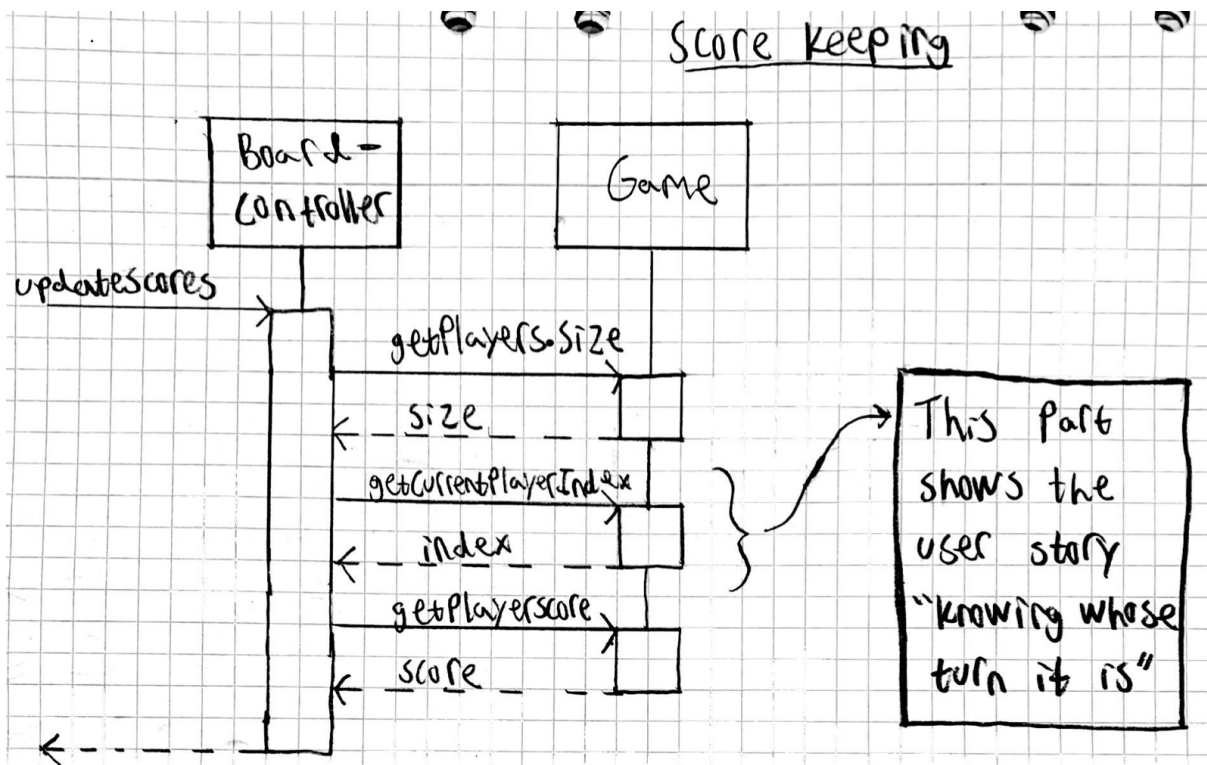 Score keeping
Board-
controller
Game
updatescores
getPlayers.size
size
getCurrentPlayerIndex
index
getPlayerscore
score
This Part
shows the
user story
"knowing whose
turn it is"